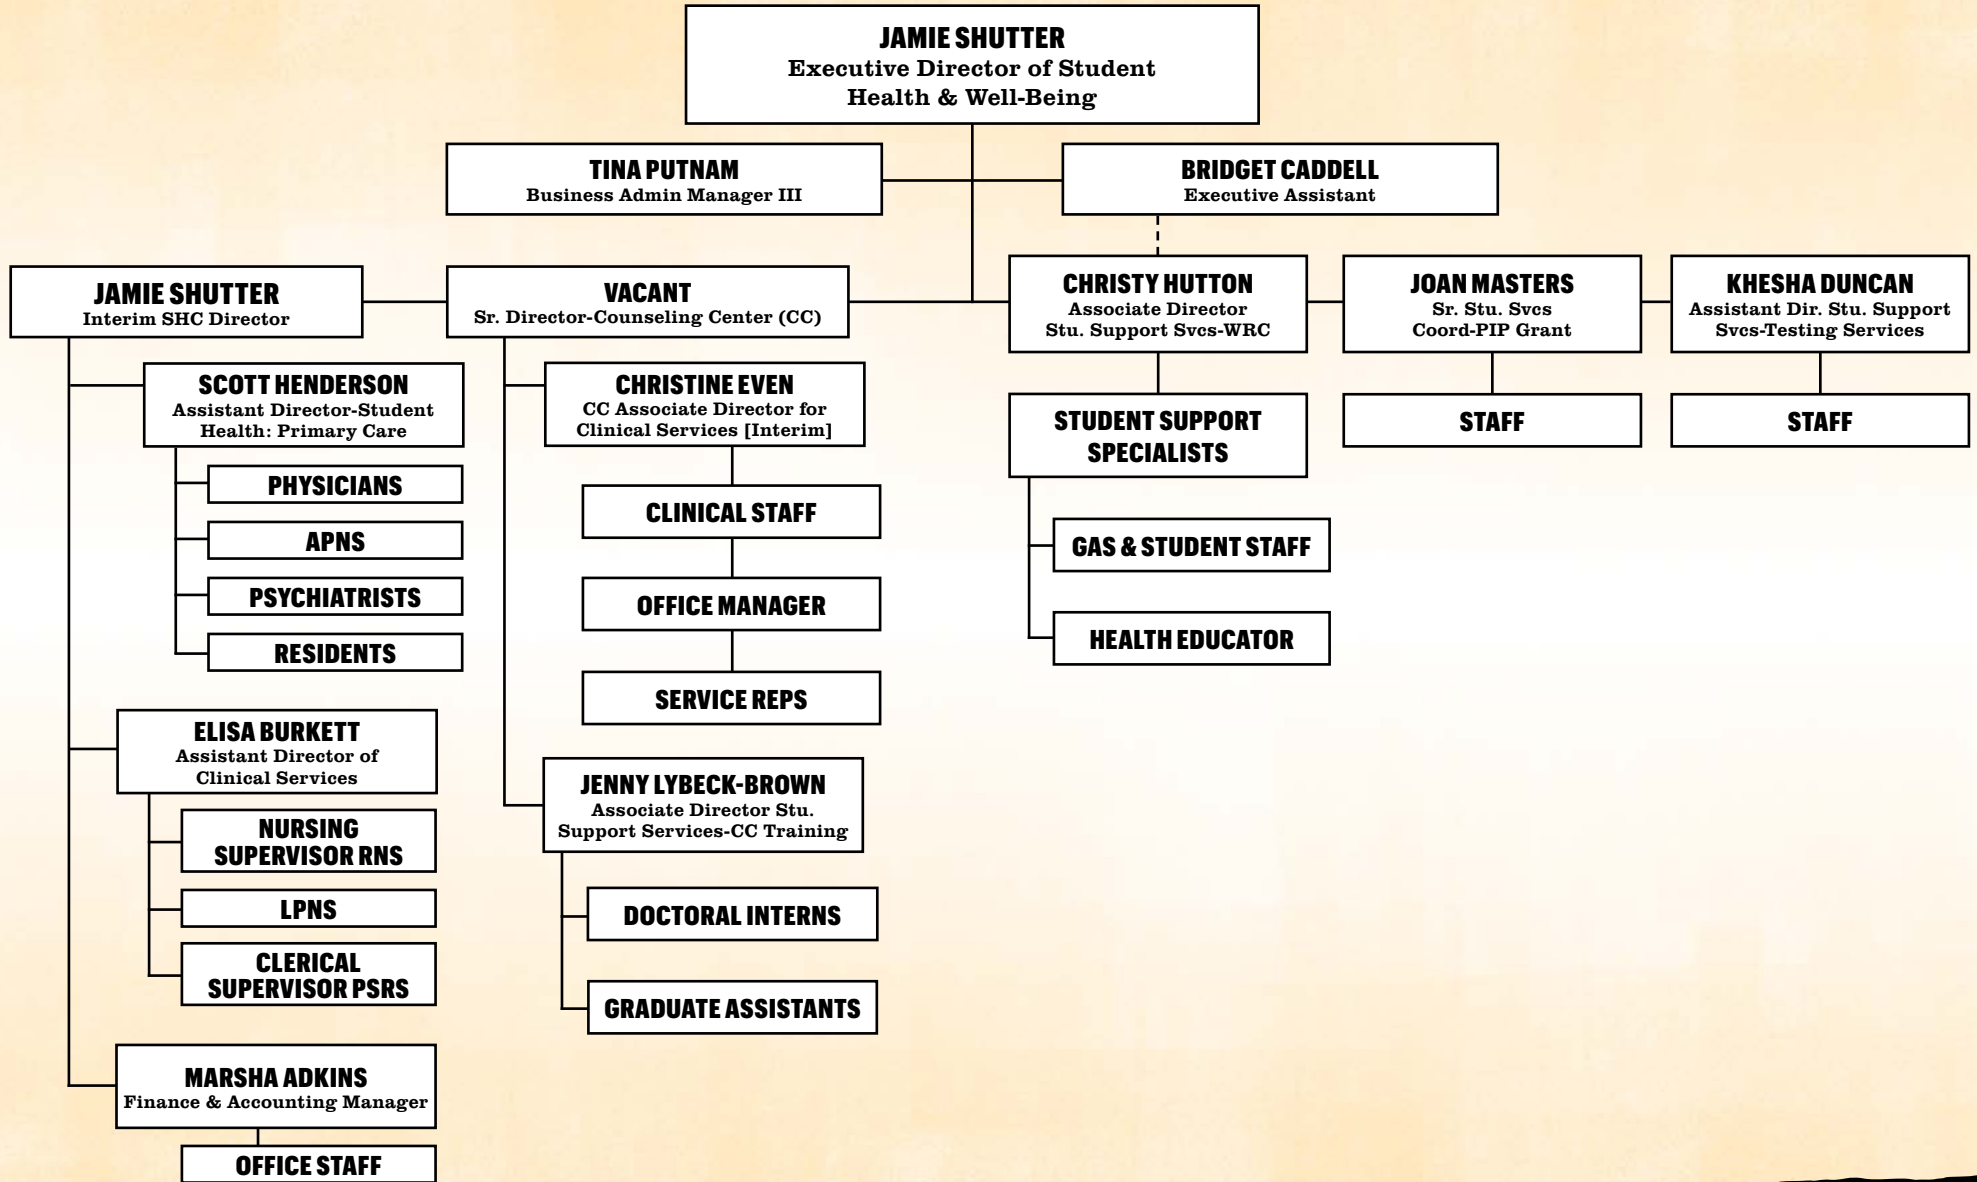 JAMIE SHUTTER
Executive Director of Student
Health & Well-Being
TINA PUTNAM
Business Admin Manager III
BRIDGET CADDELL
Executive Assistant
JAMIE SHUTTER
Interim SHC Director
VACANT
Sr. Director-Counseling Center (CC)
CHRISTY HUTTON
Associate Director
Stu. Support Svcs-WRC
JOAN MASTERS
Sr. Stu. Svcs
Coord-PIP Grant
KHESHA DUNCAN
Assistant Dir. Stu. Support
Svcs-Testing Services
SCOTT HENDERSON
Assistant Director-Student
Health: Primary Care
PHYSICIANS
APNS
PSYCHIATRISTS
RESIDENTS
ELISA BURKETT
Assistant Director of
Clinical Services
NURSING
SUPERVISOR RNS
LPNS
CLERICAL
SUPERVISOR PSRS
MARSHA ADKINS
Finance & Accounting Manager
OFFICE STAFF
CHRISTINE EVEN
CC Associate Director for
Clinical Services [Interim]
CLINICAL STAFF
OFFICE MANAGER
SERVICE REPS
JENNY LYBECK-BROWN
Associate Director Stu.
Support Services-CC Training
DOCTORAL INTERNS
GRADUATE ASSISTANTS
STUDENT SUPPORT
SPECIALISTS
GAS & STUDENT STAFF
HEALTH EDUCATOR
STAFF
STAFF